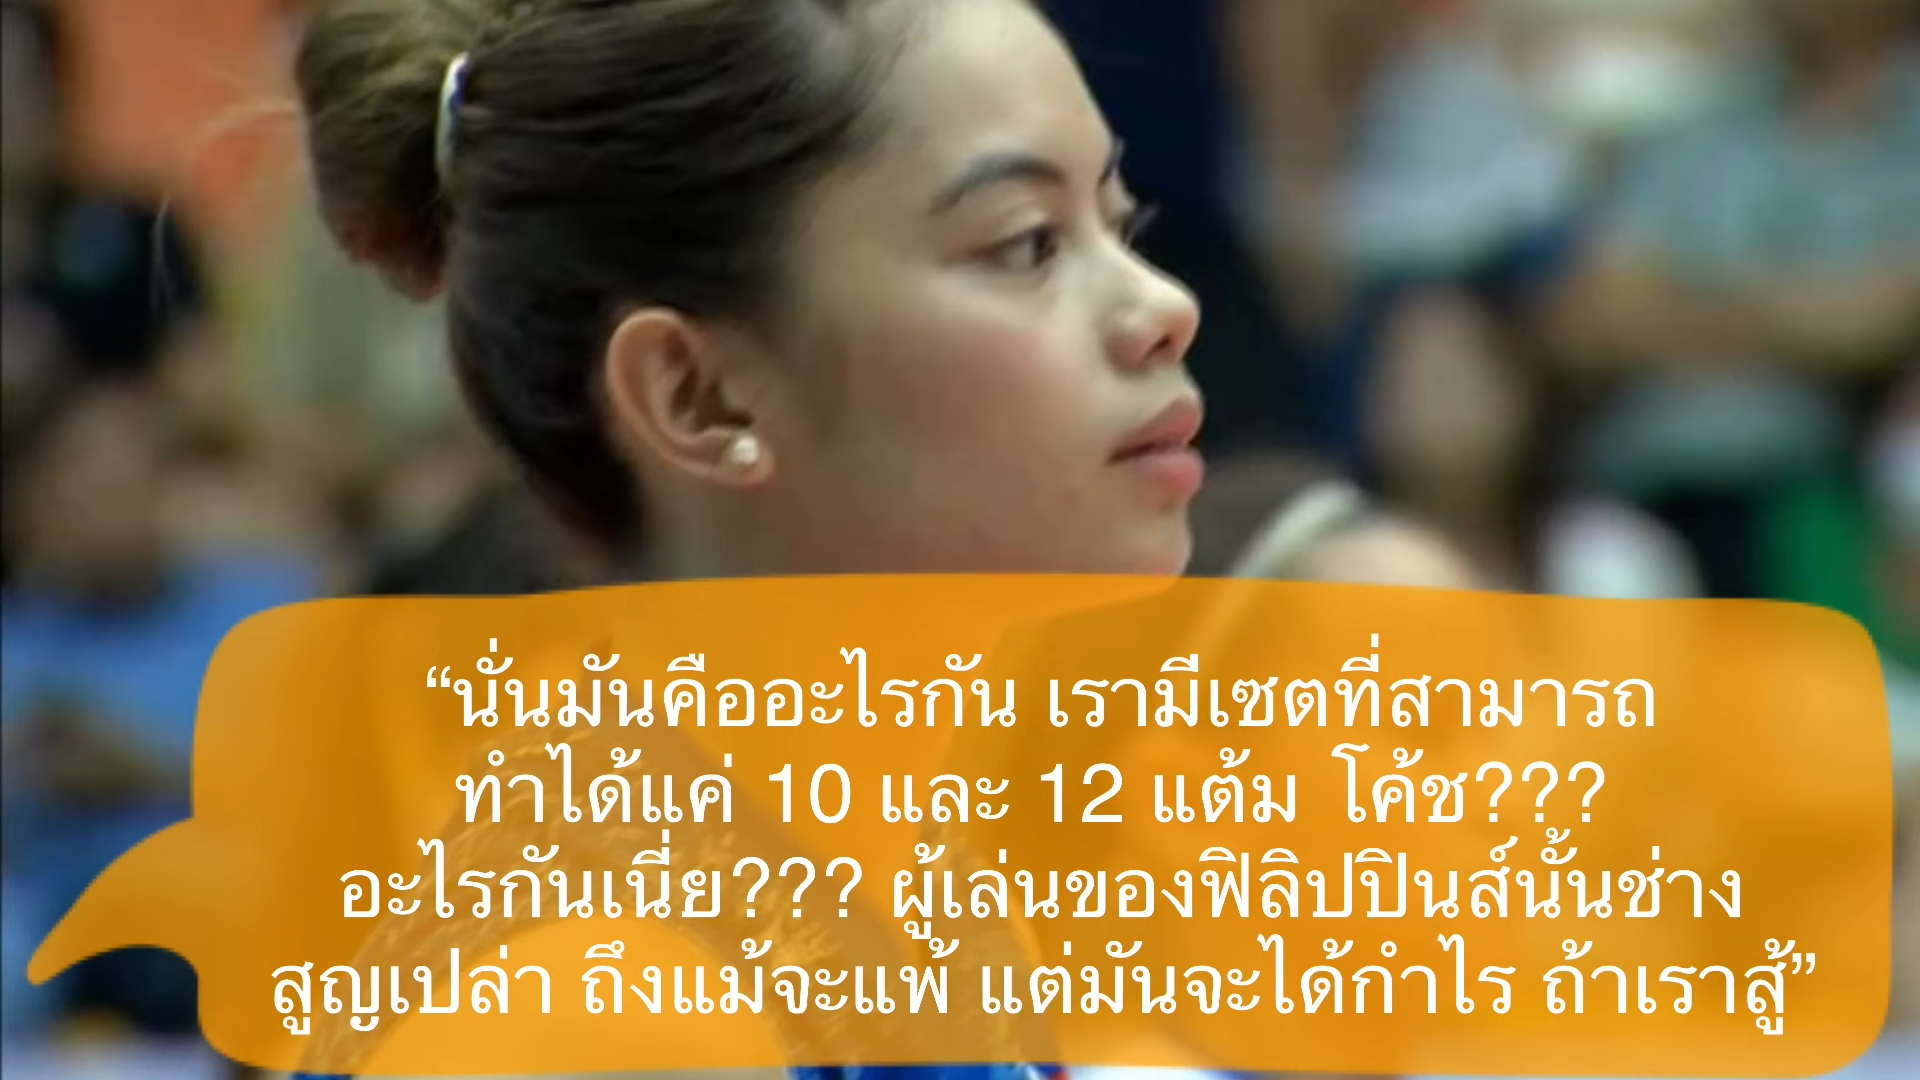 “นั่นมันคืออะไรกัน เรามีเซตที่สามารถ
ทำได้แค่ 10 และ 12 แต้ม โค้ช???
อะไรกันเนี่ย??? ผู้เล่นของฟิลิปปินส์นั้นช่าง
สูญเปล่า ถึงแม้จะแพ้ แต่มันจะได้กำไร ถ้าเราสู้”